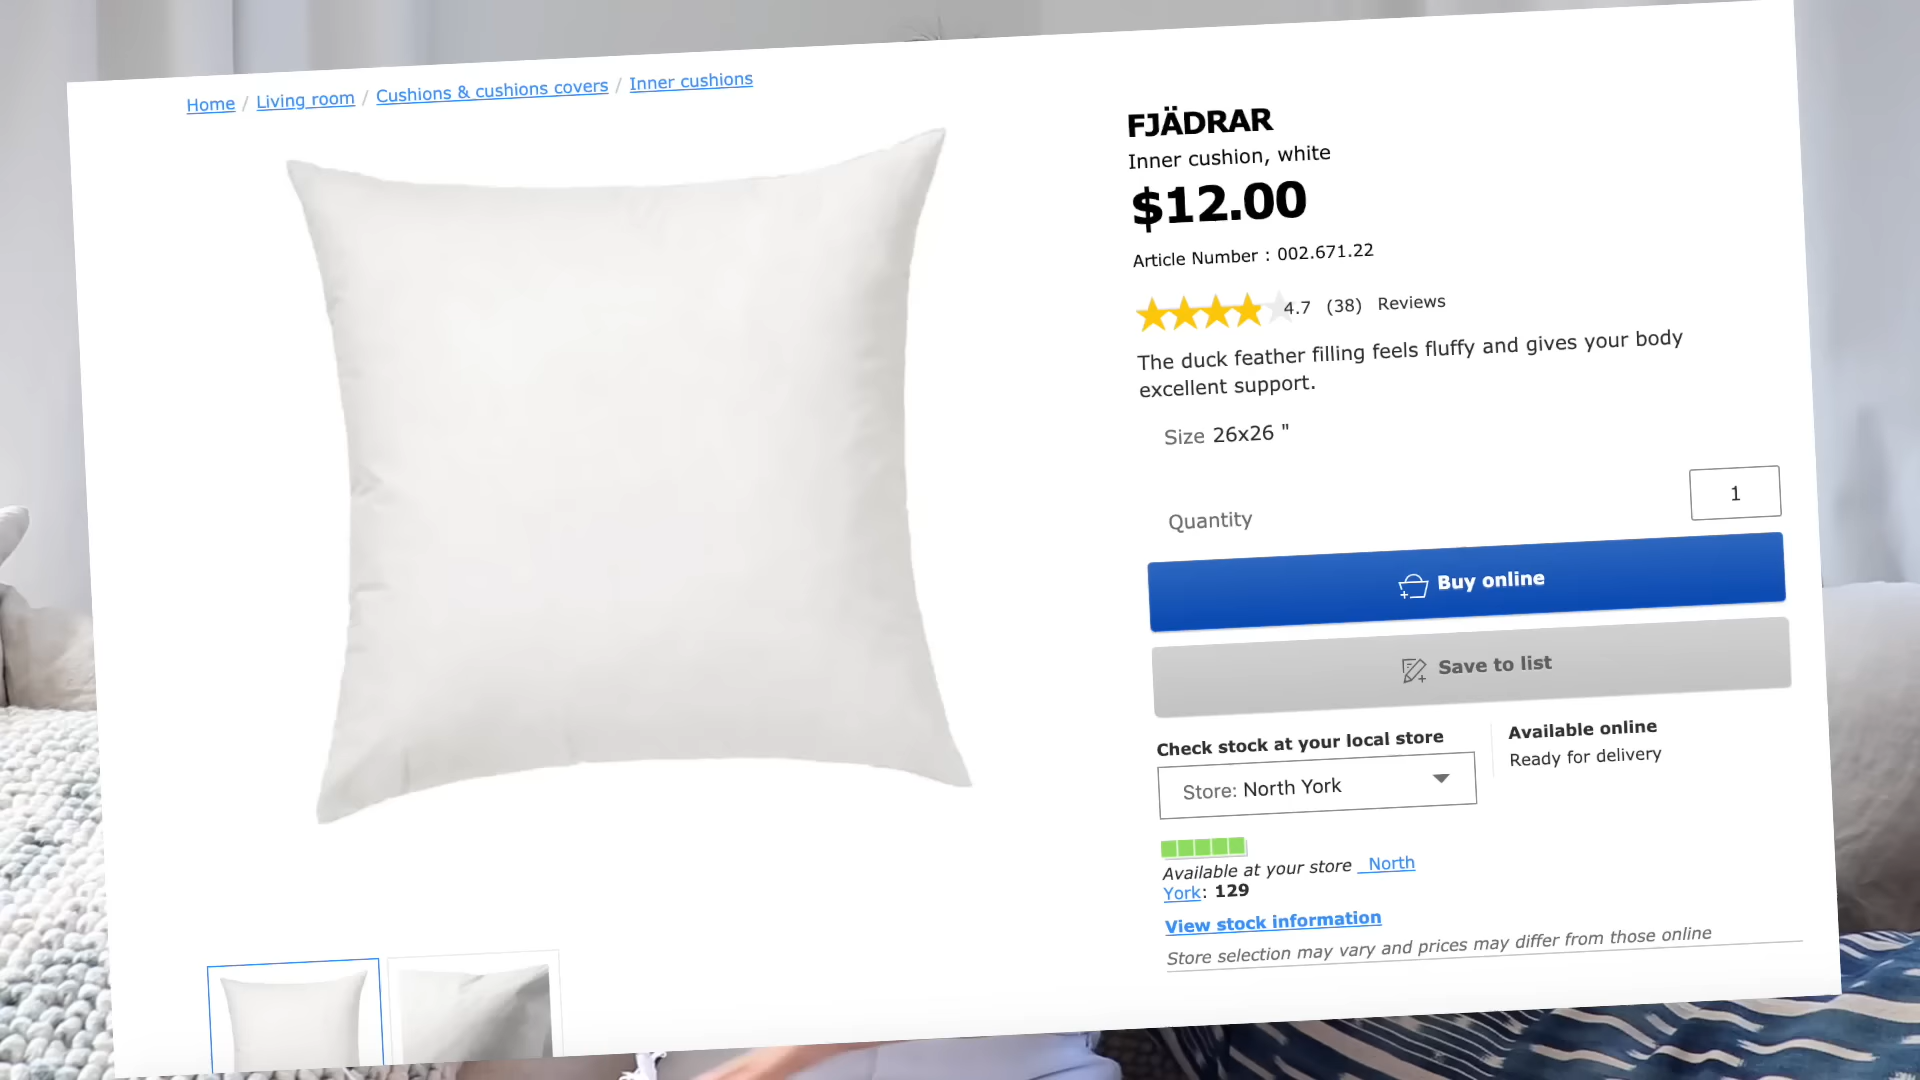 Home / Living room / Cushions & cushions covers / Inner cushions
FJÄDRAR
Inner cushion, white
$12.00
Article Number : 002.671.22
4.7 (38) Reviews
The duck feather filling feels fluffy and gives your body
excellent support.
Size 26x26 "
Quantity
1
Buy online
Save to list
Check stock at your local store
Store: North York
Available online
Ready for delivery
Available at your store North
York: 129
View stock information
Store selection may vary and prices may differ from those online